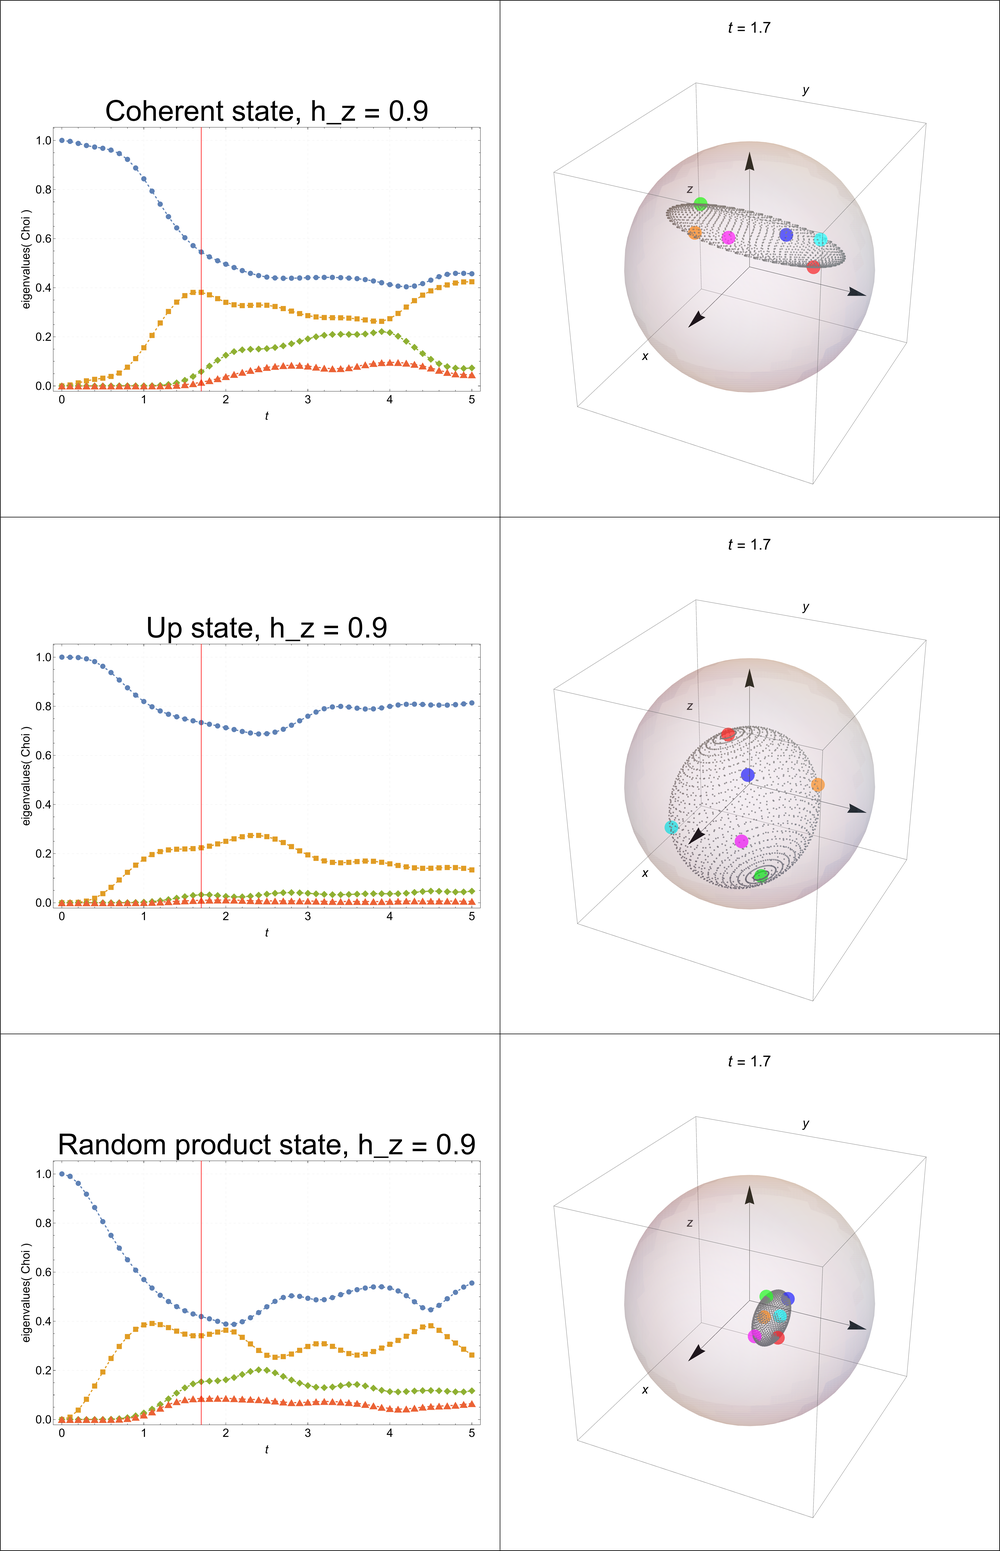 t = 1.7
y
Coherent state, h_z = 0.9
1.0
0.8
0.6
0.4
0.2
0.0
eigenvalues( Choi )
0 1 2 3 4 5
t
z
x
t = 1.7
y
Up state, h_z = 0.9
1.0
0.8
0.6
0.4
0.2
0.0
eigenvalues( Choi )
0 1 2 3 4 5
t
z
x
t = 1.7
y
Random product state, h_z = 0.9
1.0
0.8
0.6
0.4
0.2
0.0
eigenvalues( Choi )
0 1 2 3 4 5
t
z
x